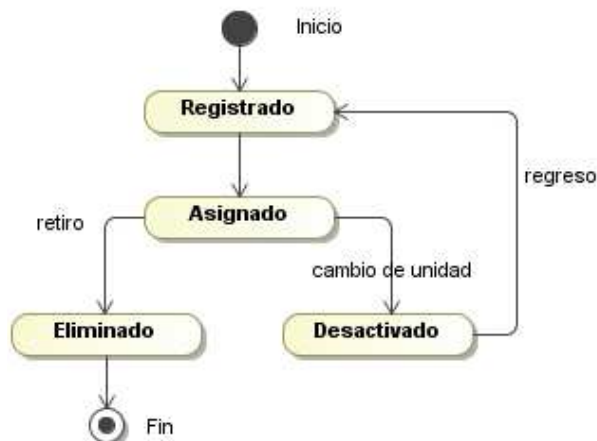 Inicio
Registrado
regreso
Asignado
retiro
cambio de unidad
Eliminado
Desactivado
Fin